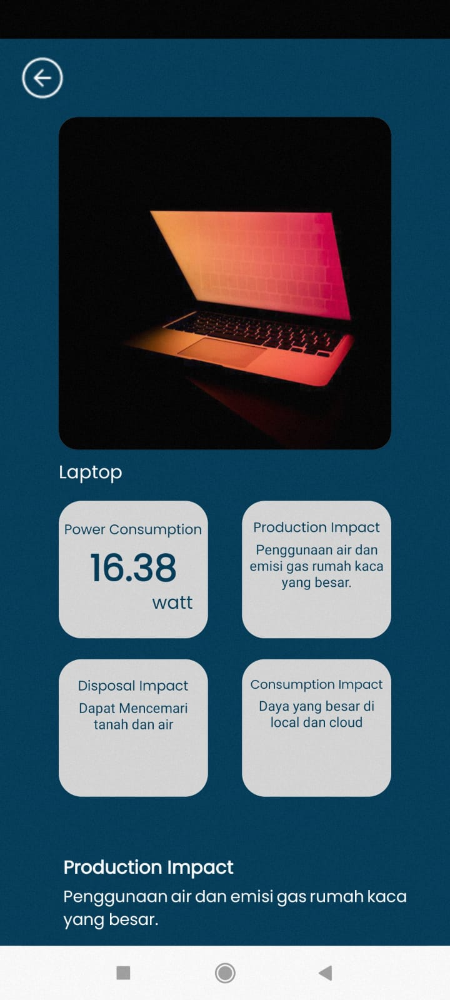 Laptop
Power Consumption
16.38
watt
Production Impact
Penggunaan air dan
emisi gas rumah kaca
yang besar.
Disposal Impact
Dapat Mencemari
tanah dan air
Consumption Impact
Daya yang besar di
local dan cloud
Production Impact
Penggunaan air dan emisi gas rumah kaca
yang besar.